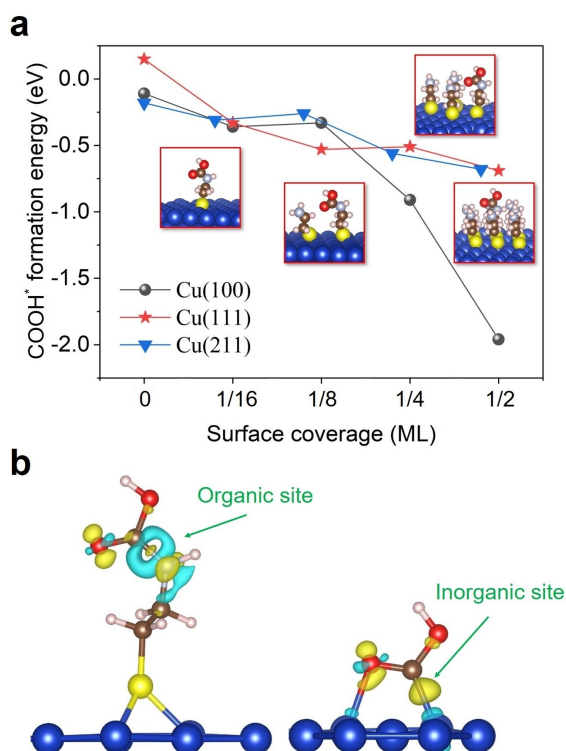 a
COOH* formation energy (eV)
0.0
-0.5
-1.0
-1.5
-2.0
Cu(100)
Cu(111)
Cu(211)
0 1/16 1/8 1/4 1/2
Surface coverage (ML)
b
Organic site
Inorganic site